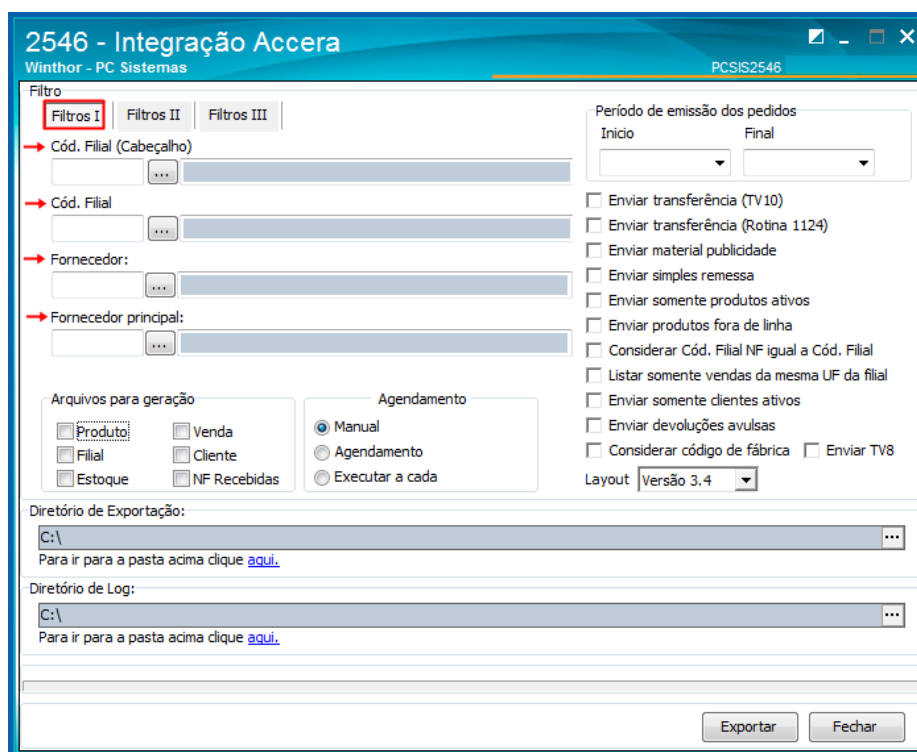 2546 - Integração Accera
Winthor - PC Sistemas
PCSIS2546
Filtro
Filtros I
Filtros II
Filtros III
Cód. Filial (Cabeçalho)
...
Cód. Filial
...
Fornecedor:
...
Fornecedor principal:
...
Período de emissão dos pedidos
Inicio
Final
Enviar transferência (TV10)
Enviar transferência (Rotina 1124)
Enviar material publicidade
Enviar simples remessa
Enviar somente produtos ativos
Enviar produtos fora de linha
Considerar Cód. Filial NF igual a Cód. Filial
Listar somente vendas da mesma UF da filial
Enviar somente clientes ativos
Enviar devoluções avulsas
Considerar código de fábrica
Enviar TV8
Layout
Versão 3.4
Arquivos para geração
Produto
Venda
Filial
Cliente
Estoque
NF Recebidas
Agendamento
Manual
Agendamento
Executar a cada
Diretório de Exportação:
C:\
...
Para ir para a pasta acima clique aqui.
Diretório de Log:
C:\
...
Para ir para a pasta acima clique aqui.
Exportar
Fechar